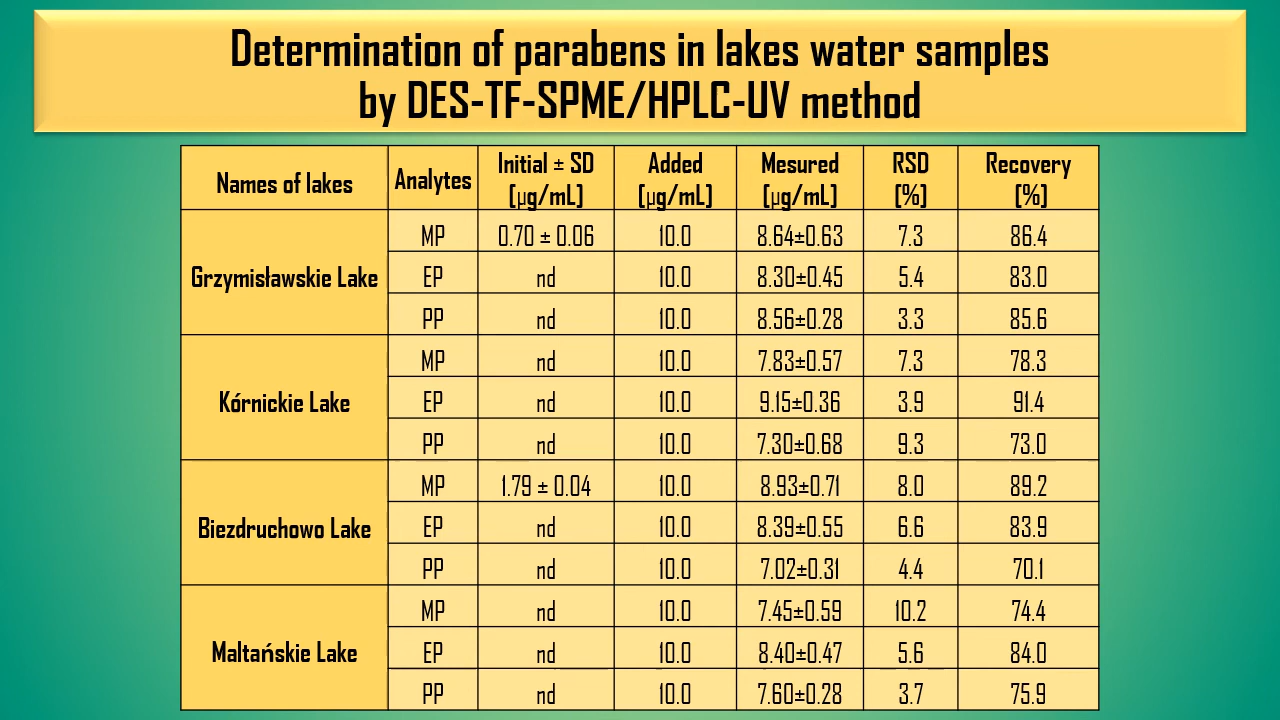 Determination of parabens in lakes water samples
by DES-TF-SPME/HPLC-UV method
Names of lakes Analytes Initial ± SD [µg/mL] Added [µg/mL] Mesured [µg/mL] RSD [%] Recovery [%]
Grzymisławskie Lake
MP 0.70 ± 0.06 10.0 8.64±0.63 7.3 86.4
EP nd 10.0 8.30±0.45 5.4 83.0
PP nd 10.0 8.56±0.28 3.3 85.6
Kórnickie Lake
MP nd 10.0 7.83±0.57 7.3 78.3
EP nd 10.0 9.15±0.36 3.9 91.4
PP nd 10.0 7.30±0.68 9.3 73.0
Biezdruchowo Lake
MP 1.79 ± 0.04 10.0 8.93±0.71 8.0 89.2
EP nd 10.0 8.39±0.55 6.6 83.9
PP nd 10.0 7.02±0.31 4.4 70.1
Maltańskie Lake
MP nd 10.0 7.45±0.59 10.2 74.4
EP nd 10.0 8.40±0.47 5.6 84.0
PP nd 10.0 7.60±0.28 3.7 75.9